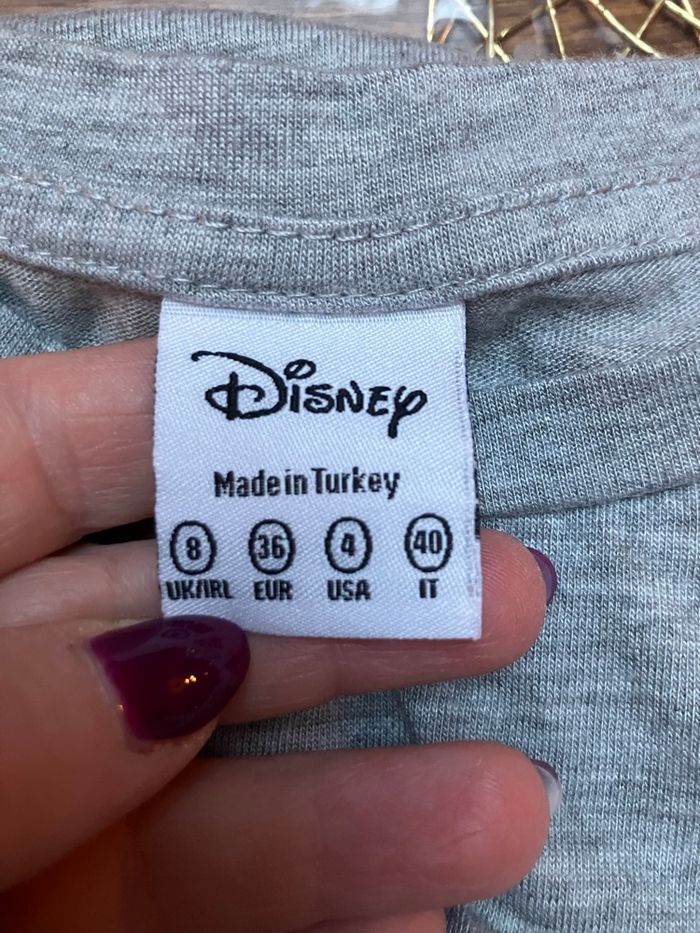 Disney
Made in Turkey
8 36 4 40
UK/IRL EUR USA IT